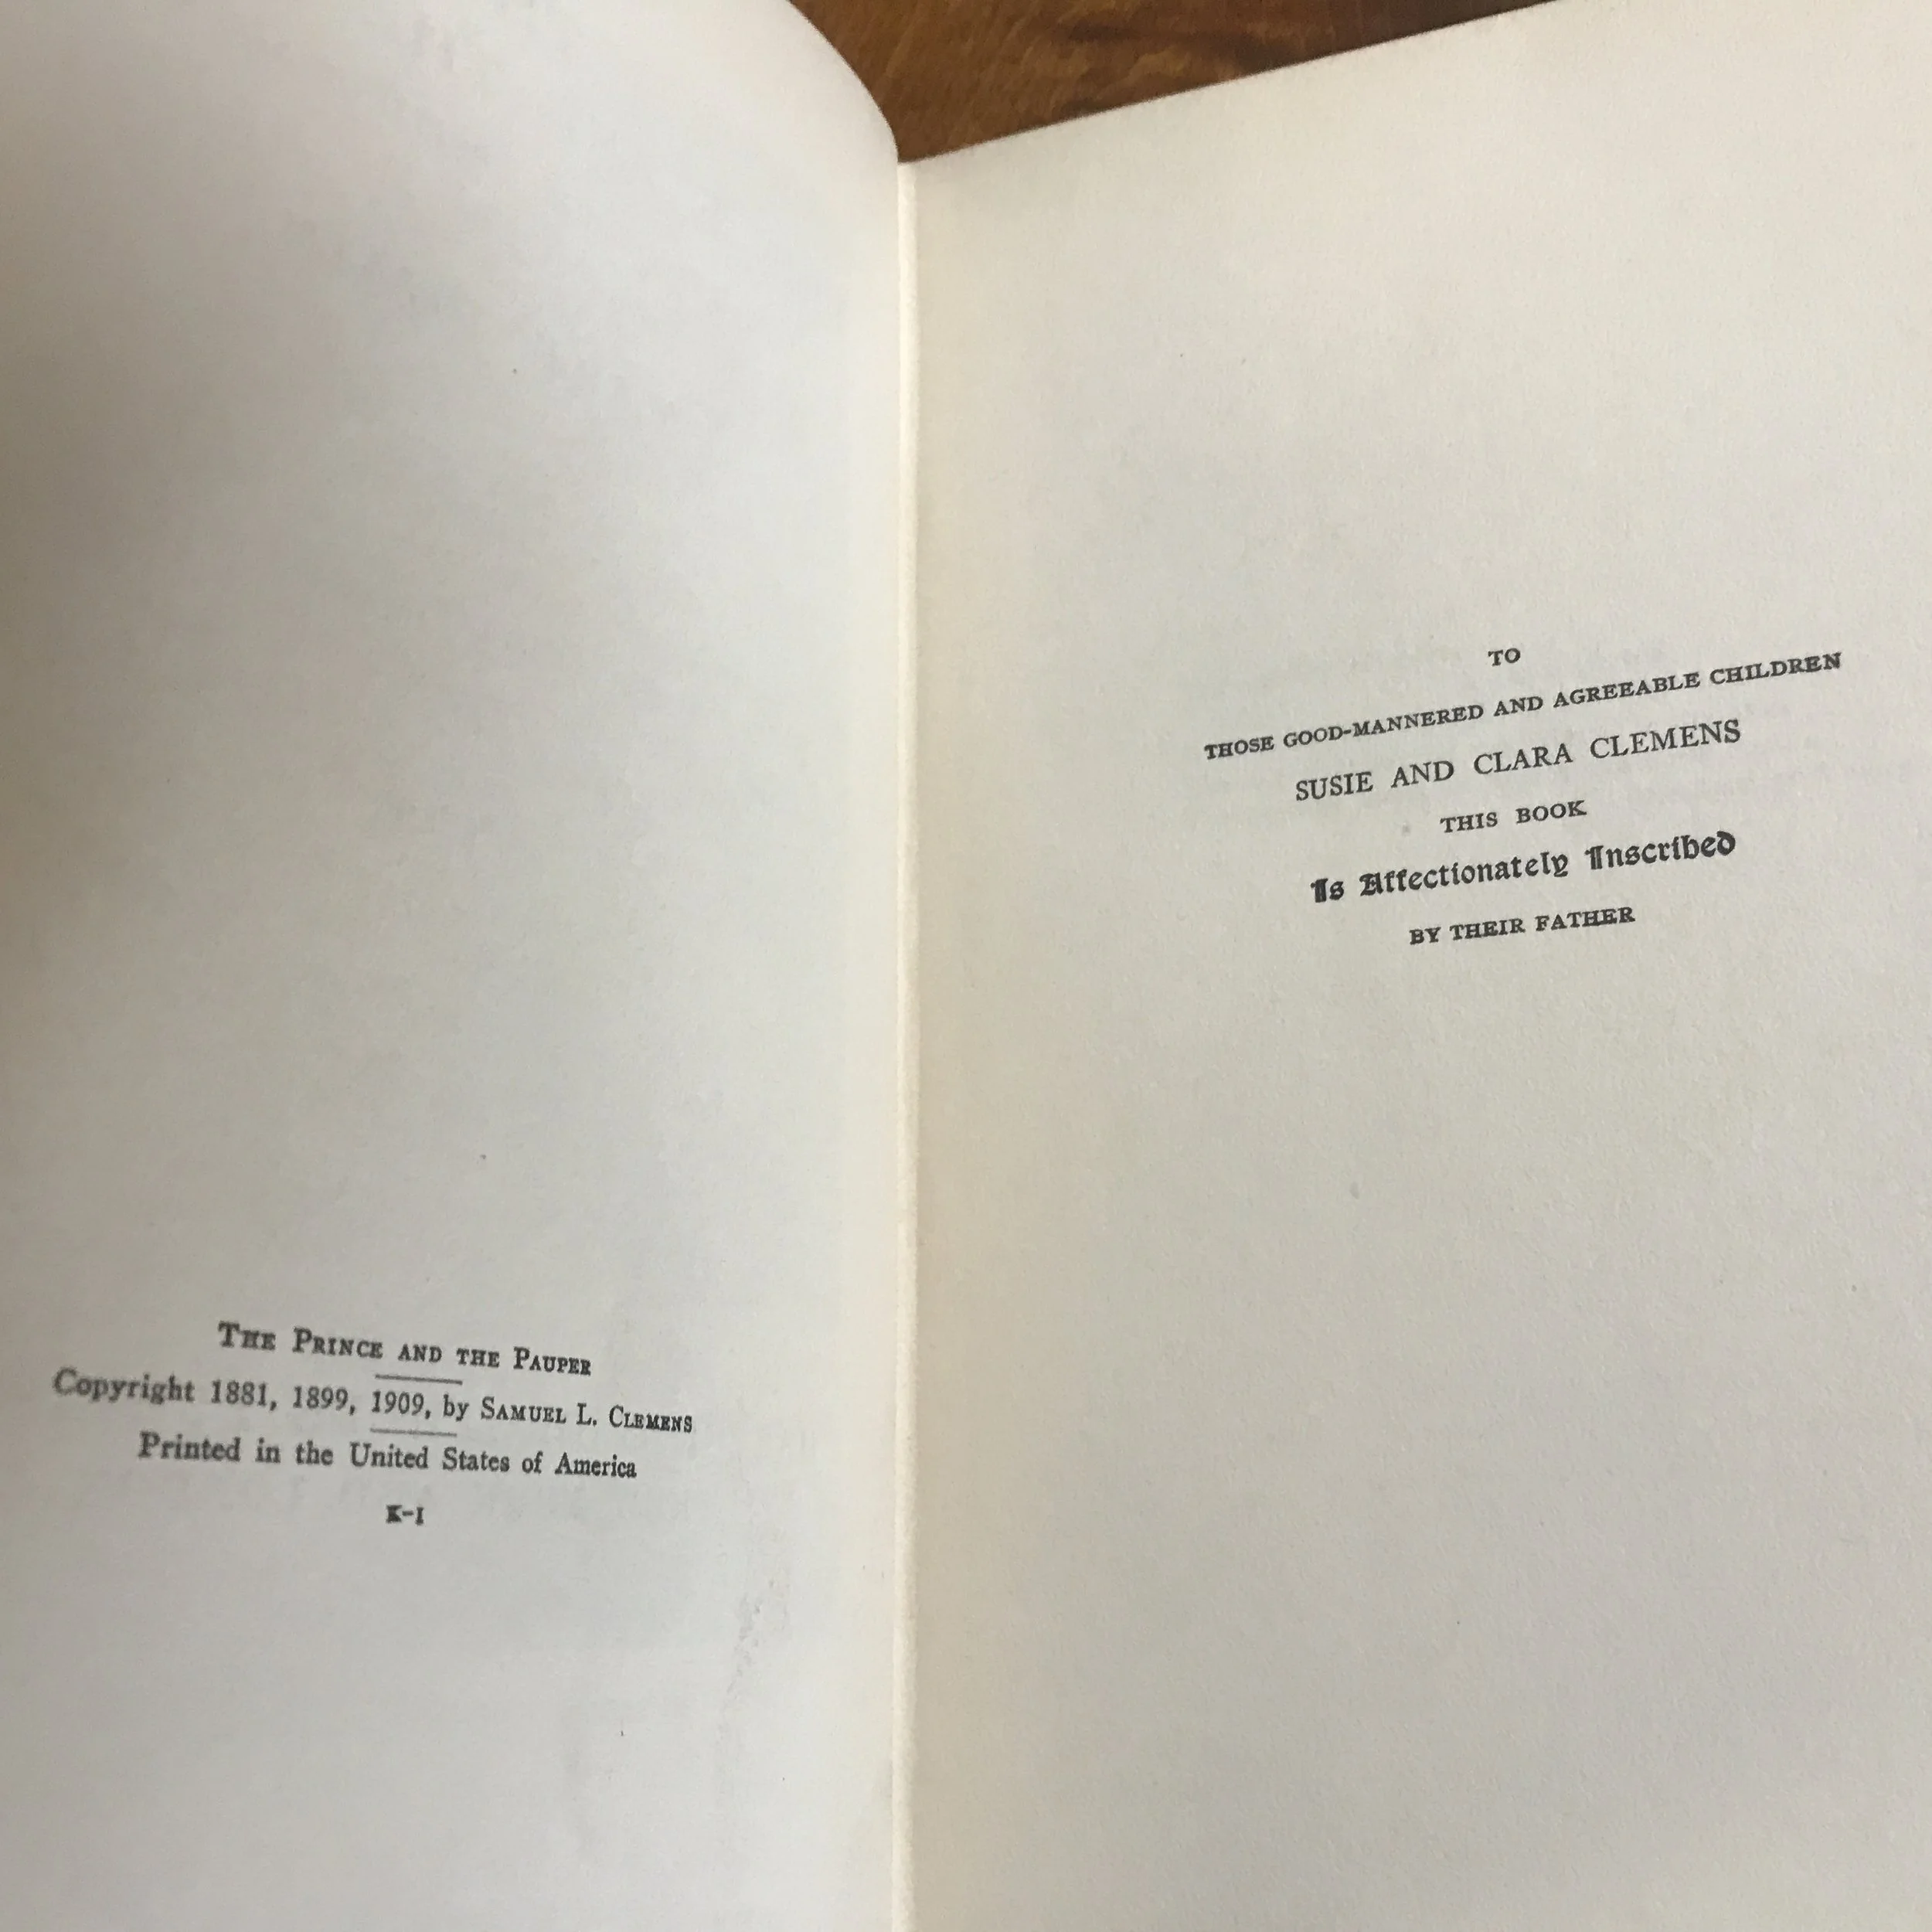 The Prince and the Pauper
Copyright 1881, 1899, 1909, by Samuel L. Clemens
Printed in the United States of America
K-I
TO
THOSE GOOD-MANNERED AND AGREEABLE CHILDREN
SUSIE AND CLARA CLEMENS
THIS BOOK
Is Affectionately Inscribed
BY THEIR FATHER